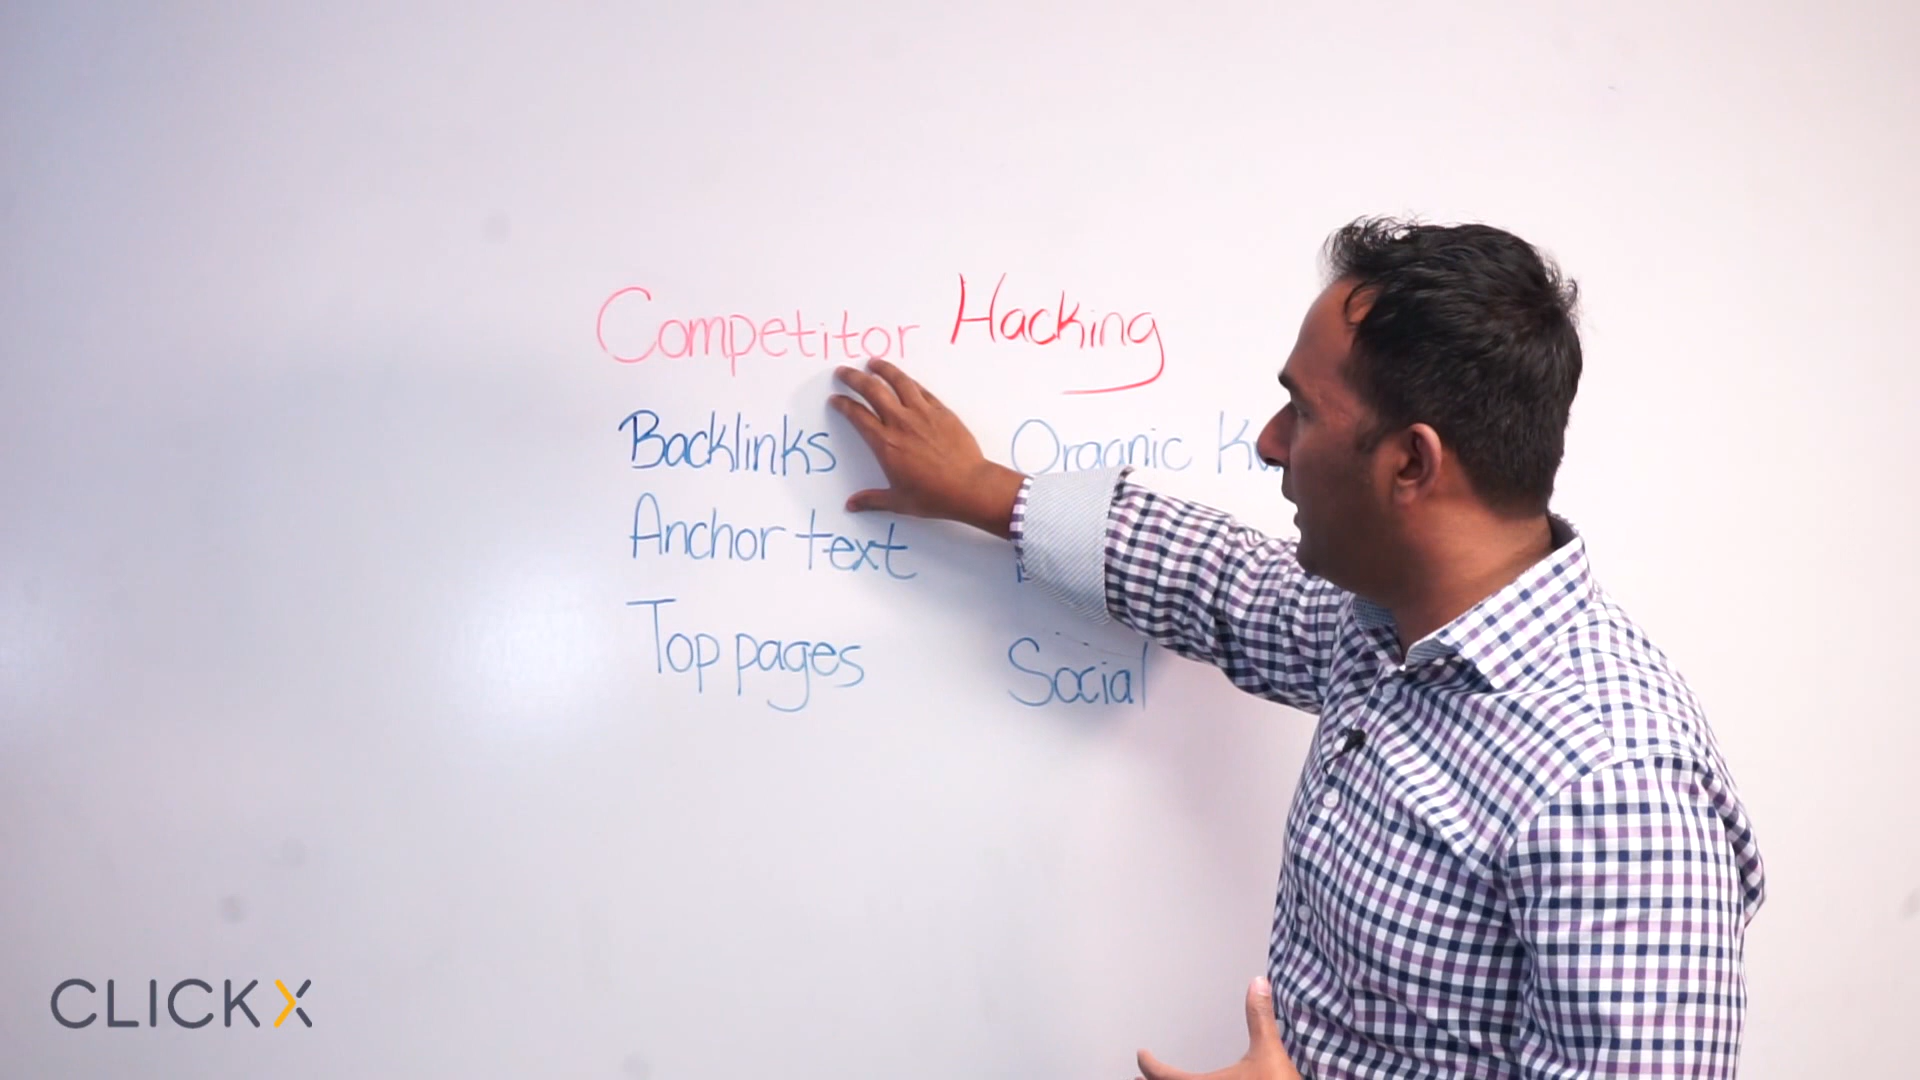 Competitor Hacking
Backlinks
Organic
Anchor text
Top pages
Social
CLICKX